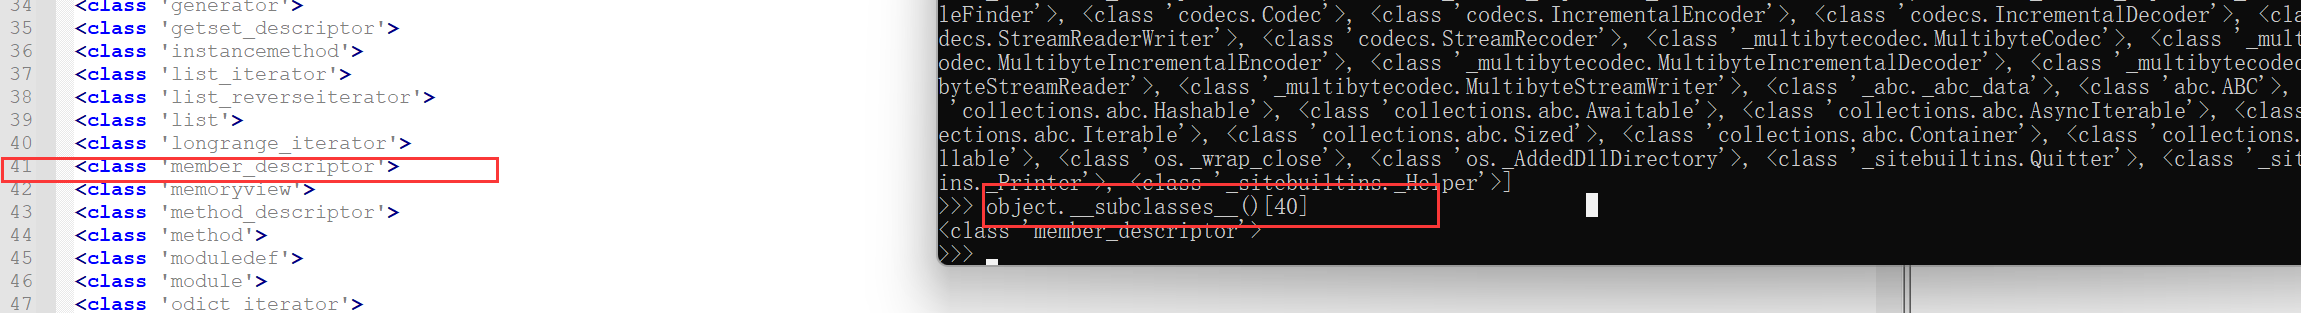 34 <class 'generator'>
35 <class 'getset_descriptor'>
36 <class 'instancemethod'>
37 <class 'list_iterator'>
38 <class 'list_reverseiterator'>
39 <class 'list'>
40 <class 'longrange_iterator'>
41 <class 'member_descriptor'>
42 <class 'memoryview'>
43 <class 'method_descriptor'>
44 <class 'method'>
45 <class 'moduledef'>
46 <class 'module'>
47 <class 'odict_iterator'>
leFinder'>, <class 'codecs.Codec'>, <class 'codecs.IncrementalEncoder'>, <class 'codecs.IncrementalDecoder'>, <cla
decs.StreamReaderWriter'>, <class 'codecs.StreamRecoder'>, <class '_multibytecodec.MultibyteCodec'>, <class '_mult
odec.MultibyteIncrementalEncoder'>, <class '_multibytecodec.MultibyteIncrementalDecoder'>, <class '_multibytecodec
byteStreamReader'>, <class '_multibytecodec.MultibyteStreamWriter'>, <class '_abc._abc_data'>, <class 'abc.ABC'>,
'collections.abc.Hashable'>, <class 'collections.abc.Awaitable'>, <class 'collections.abc.AsyncIterable'>, <class
ections.abc.Iterable'>, <class 'collections.abc.Sized'>, <class 'collections.abc.Container'>, <class 'collections.
llable'>, <class 'os._wrap_close'>, <class 'os._AddedDllDirectory'>, <class '_sitebuiltins.Quitter'>, <class '_sit
ins._Printer'>, <class '_sitebuiltins._Helper'>]
>>> object.__subclasses__()[40]
<class 'member_descriptor'>
>>>